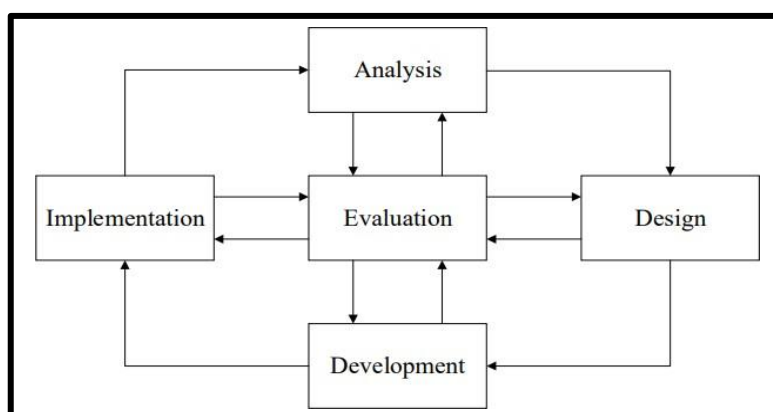 Analysis
Implementation
Evaluation
Design
Development